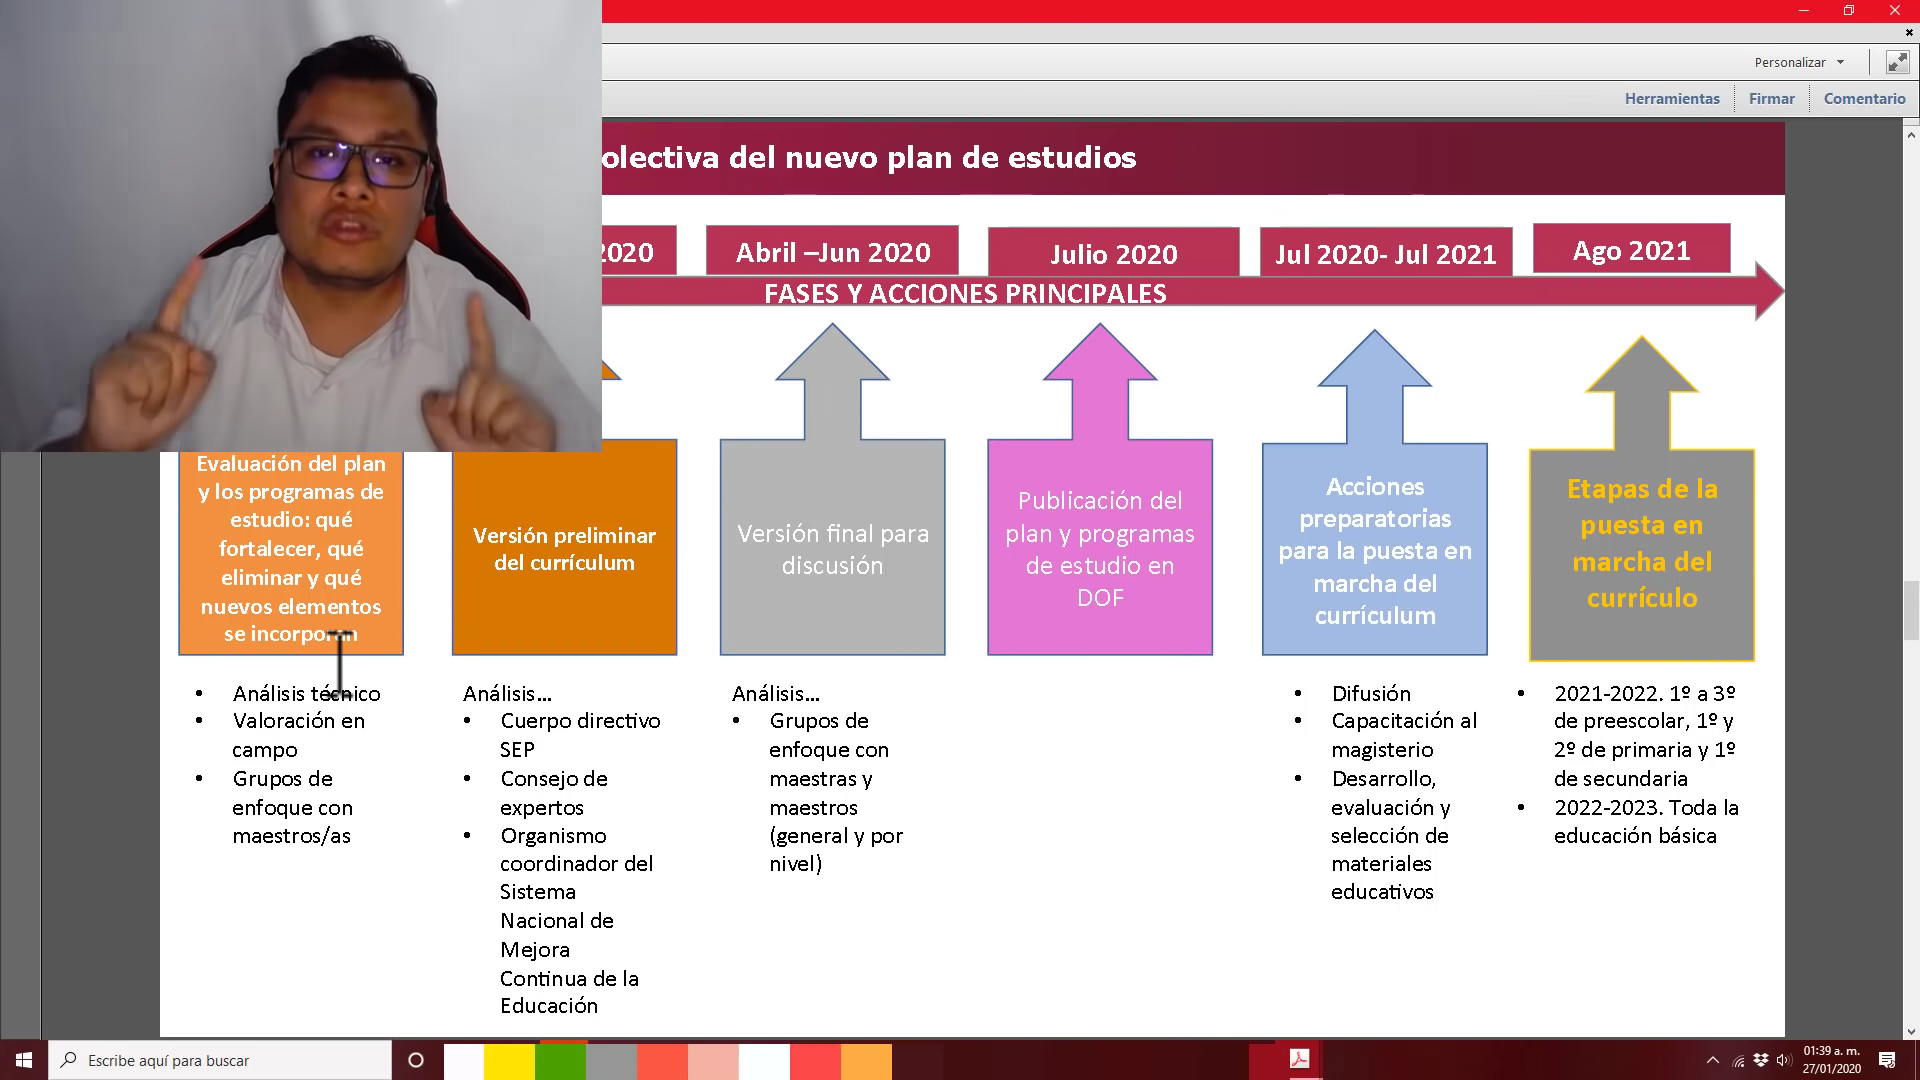 Personalizar
Herramientas
Firmar
Comentario
olectiva del nuevo plan de estudios
2020
Abril –Jun 2020
Julio 2020
Jul 2020- Jul 2021
Ago 2021
FASES Y ACCIONES PRINCIPALES
Evaluación del plan
y los programas de
estudio: qué
fortalecer, qué
eliminar y qué
nuevos elementos
se incorporan
• Análisis técnico
• Valoración en
campo
• Grupos de
enfoque con
maestros/as
Versión preliminar
del currículum
Análisis...
• Cuerpo directivo
SEP
• Consejo de
expertos
• Organismo
coordinador del
Sistema
Nacional de
Mejora
Continua de la
Educación
Versión final para
discusión
Análisis...
• Grupos de
enfoque con
maestras y
maestros
(general y por
nivel)
Publicación del
plan y programas
de estudio en
DOF
Acciones
preparatorias
para la puesta en
marcha del
currículum
• Difusión
• Capacitación al
magisterio
• Desarrollo,
evaluación y
selección de
materiales
educativos
Etapas de la
puesta en
marcha del
currículo
• 2021-2022. 1º a 3º
de preescolar, 1º y
2º de primaria y 1º
de secundaria
• 2022-2023. Toda la
educación básica
Escribe aquí para buscar
01:39 a. m.
27/01/2020